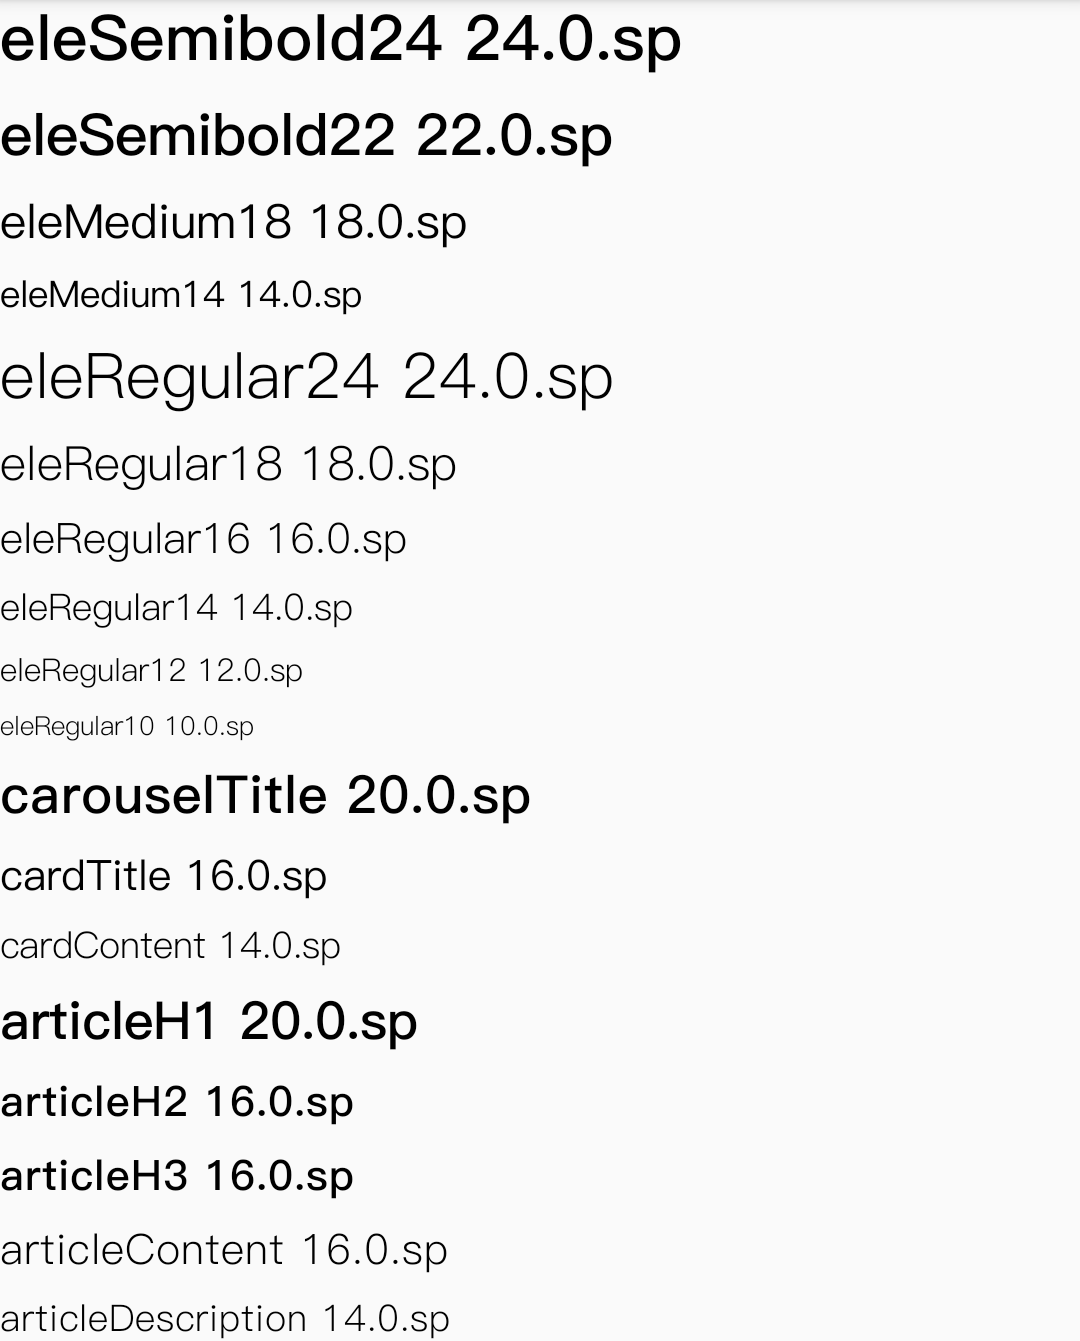 eleSemibold24 24.0.sp
eleSemibold22 22.0.sp
eleMedium18 18.0.sp
eleMedium14 14.0.sp
eleRegular24 24.0.sp
eleRegular18 18.0.sp
eleRegular16 16.0.sp
eleRegular14 14.0.sp
eleRegular12 12.0.sp
eleRegular10 10.0.sp
carouselTitle 20.0.sp
cardTitle 16.0.sp
cardContent 14.0.sp
articleH1 20.0.sp
articleH2 16.0.sp
articleH3 16.0.sp
articleContent 16.0.sp
articleDescription 14.0.sp